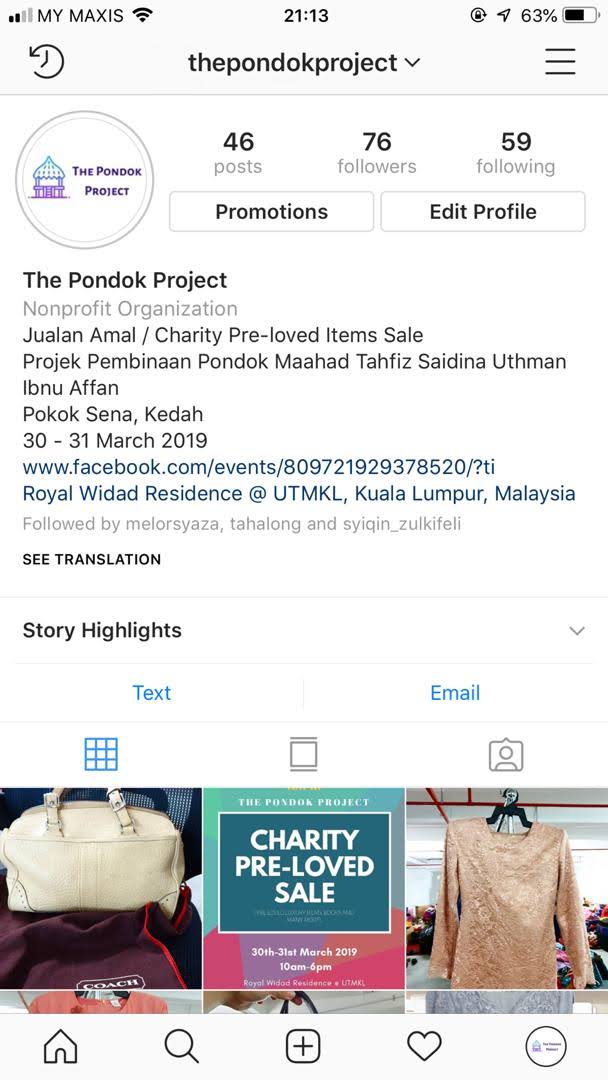 MY MAXIS
21:13
63%
thepondokproject
THE PONDOK
PROJECT
46
posts
76
followers
59
following
Promotions
Edit Profile
The Pondok Project
Nonprofit Organization
Jualan Amal / Charity Pre-loved Items Sale
Projek Pembinaan Pondok Maahad Tahfiz Saidina Uthman
Ibnu Affan
Pokok Sena, Kedah
30 - 31 March 2019
www.facebook.com/events/809721929378520/?ti
Royal Widad Residence @ UTMKL, Kuala Lumpur, Malaysia
Followed by melorsyaza, tahalong and syiqin_zulkifeli
SEE TRANSLATION
Story Highlights
Text
Email
COACH
THE PONDOK PROJECT
CHARITY
PRE-LOVED
SALE
30th-31st March 2019
10am-6pm
Royal Widad Residence @ UTMKL